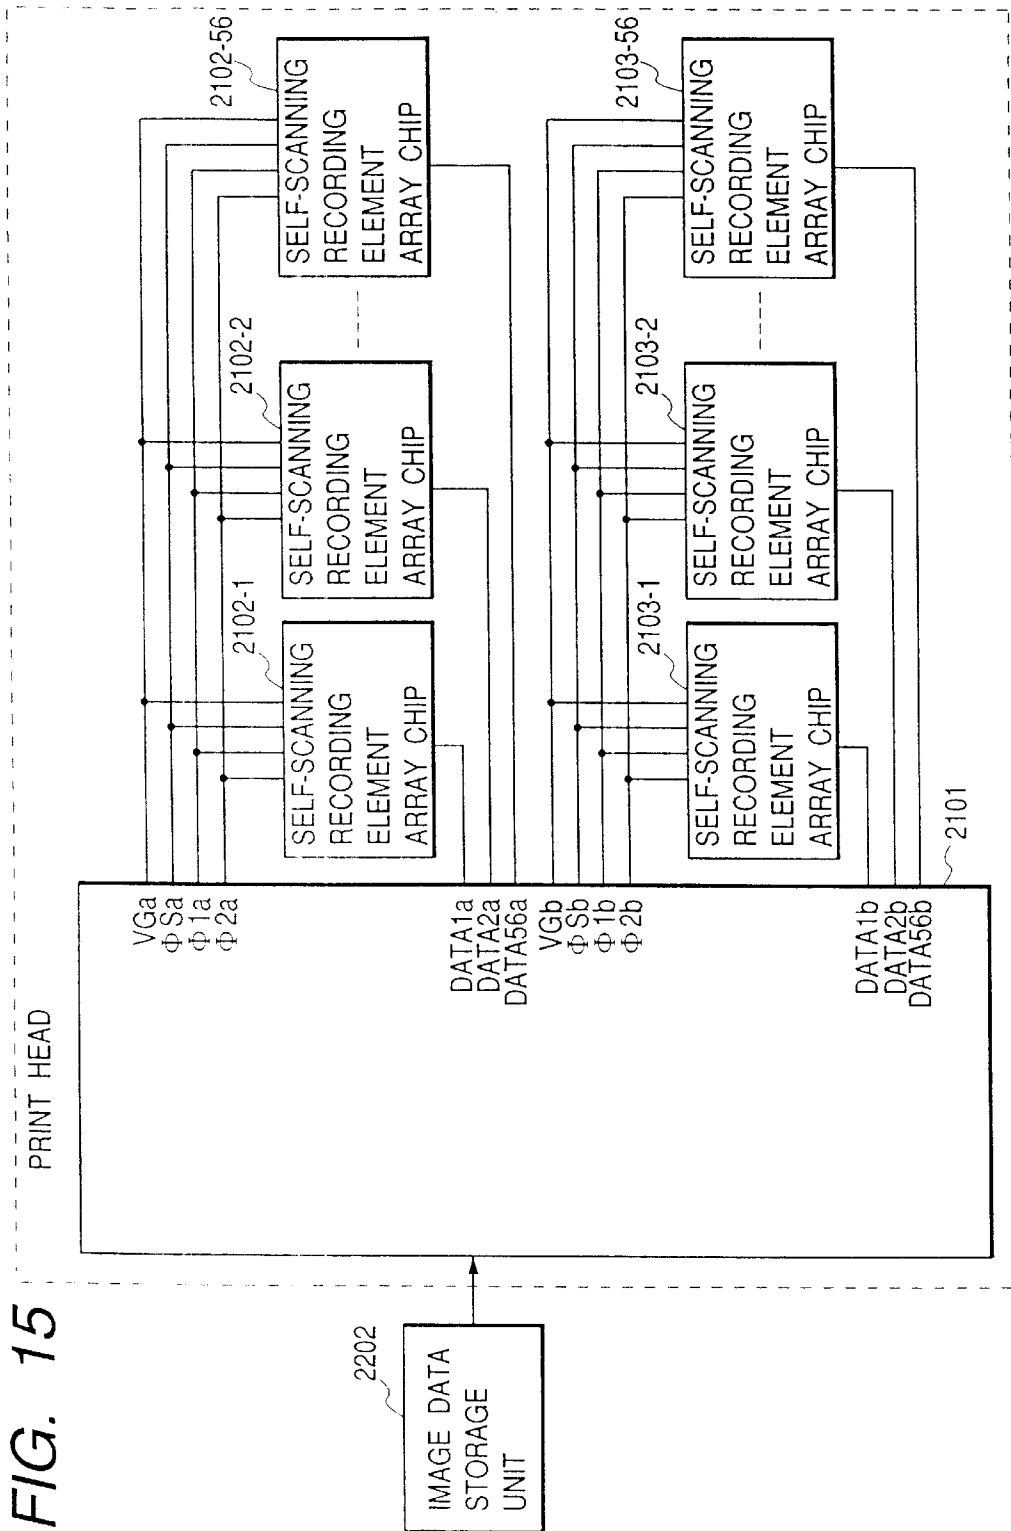 FIG. 15
PRINT HEAD
2202
IMAGE DATA
STORAGE
UNIT
2101
VGa
ΦSa
Φ1a
Φ2a
DATA1a
DATA2a
DATA56a
VGb
ΦSb
Φ1b
Φ2b
DATA1b
DATA2b
DATA56b
2102-1
SELF-SCANNING
RECORDING
ELEMENT
ARRAY CHIP
2102-2
SELF-SCANNING
RECORDING
ELEMENT
ARRAY CHIP
2102-56
SELF-SCANNING
RECORDING
ELEMENT
ARRAY CHIP
2103-1
SELF-SCANNING
RECORDING
ELEMENT
ARRAY CHIP
2103-2
SELF-SCANNING
RECORDING
ELEMENT
ARRAY CHIP
2103-56
SELF-SCANNING
RECORDING
ELEMENT
ARRAY CHIP